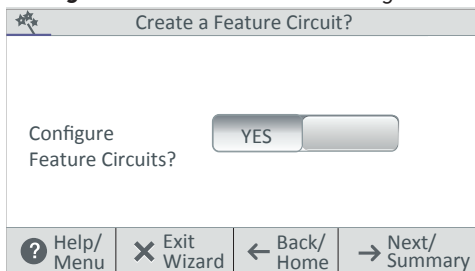 Create a Feature Circuit?
Configure
Feature Circuits?
YES
? Help/
Menu
Exit
Wizard
Back/
Home
Next/
Summary